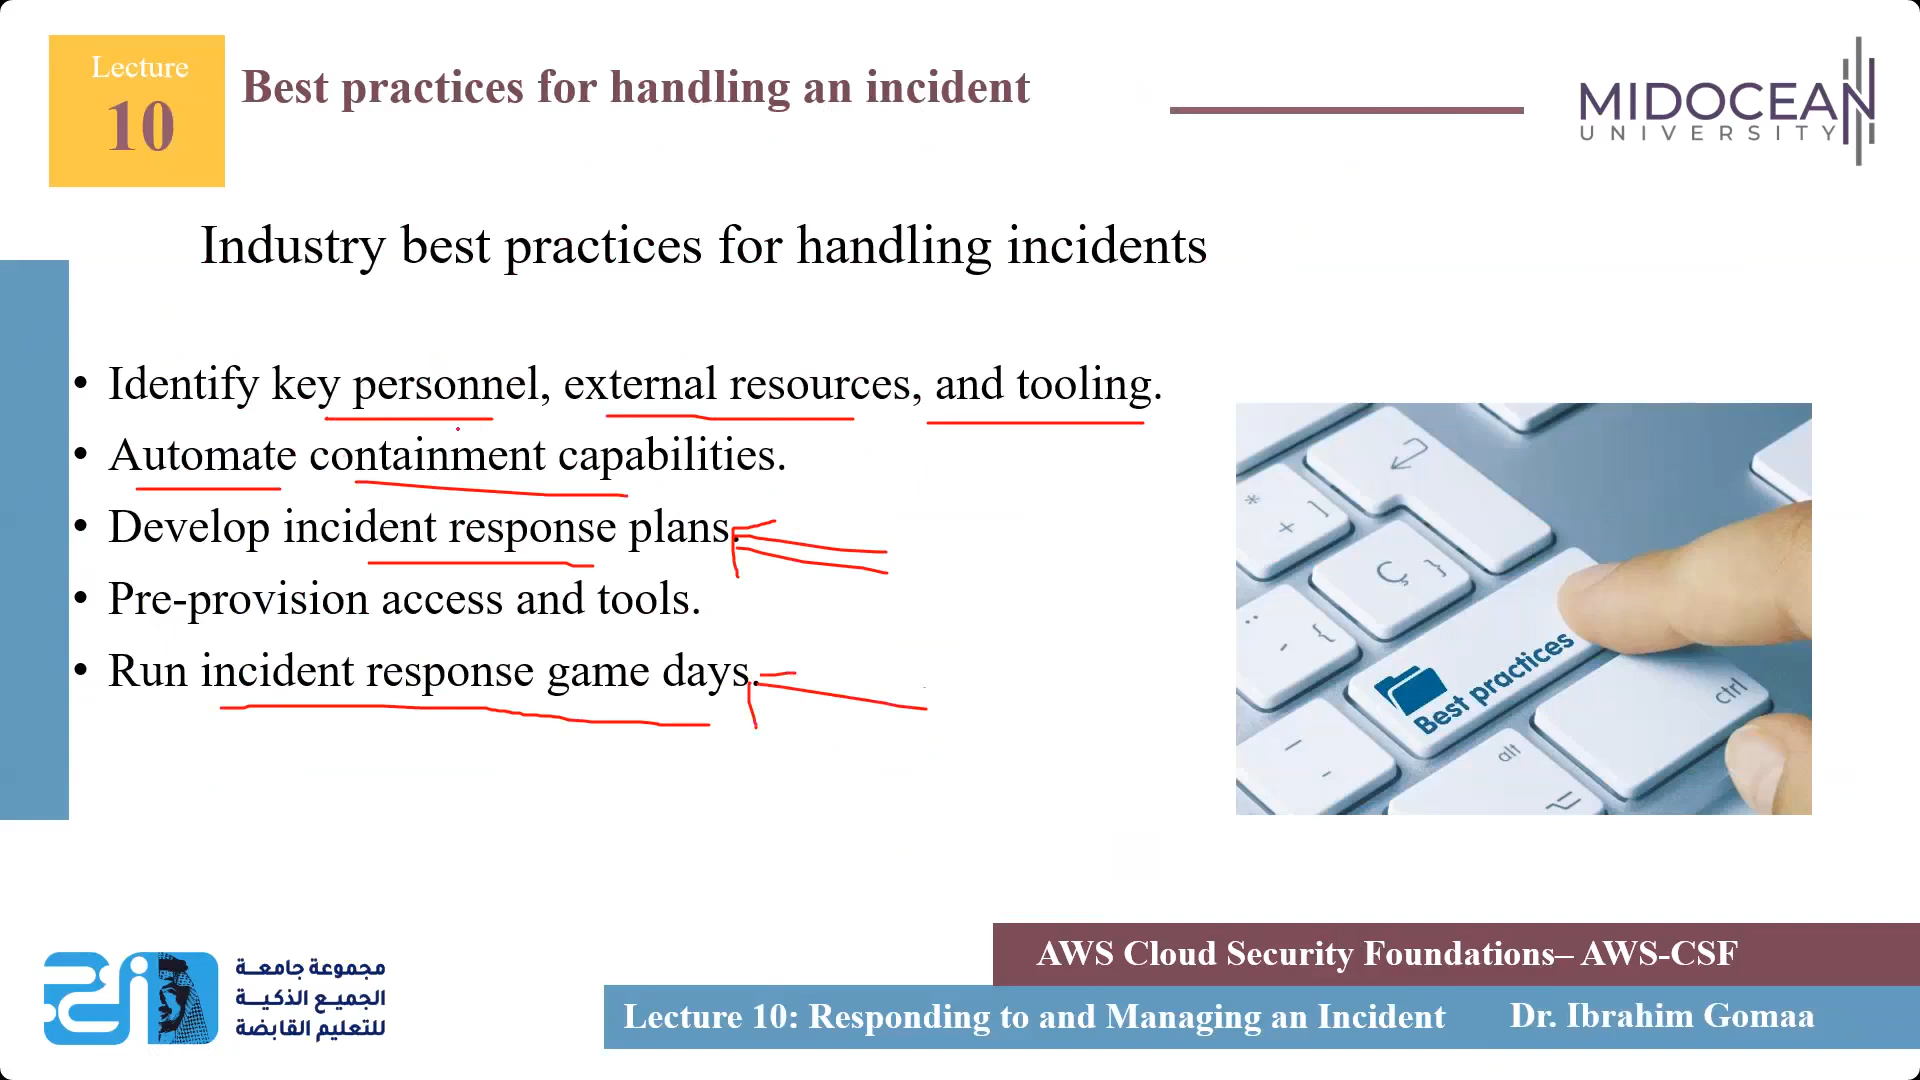 Lecture
10
Best practices for handling an incident
MIDOCEAN
UNIVERSITY
Industry best practices for handling incidents
• Identify key personnel, external resources, and tooling.
• Automate containment capabilities.
• Develop incident response plans.
• Pre-provision access and tools.
• Run incident response game days.
* + ]
Ç }
¨ - {
Best practices
ctrl
alt
مجموعة جامعة
الجميع الذكية
للتعليم القابضة
AWS Cloud Security Foundations– AWS-CSF
Lecture 10: Responding to and Managing an Incident Dr. Ibrahim Gomaa